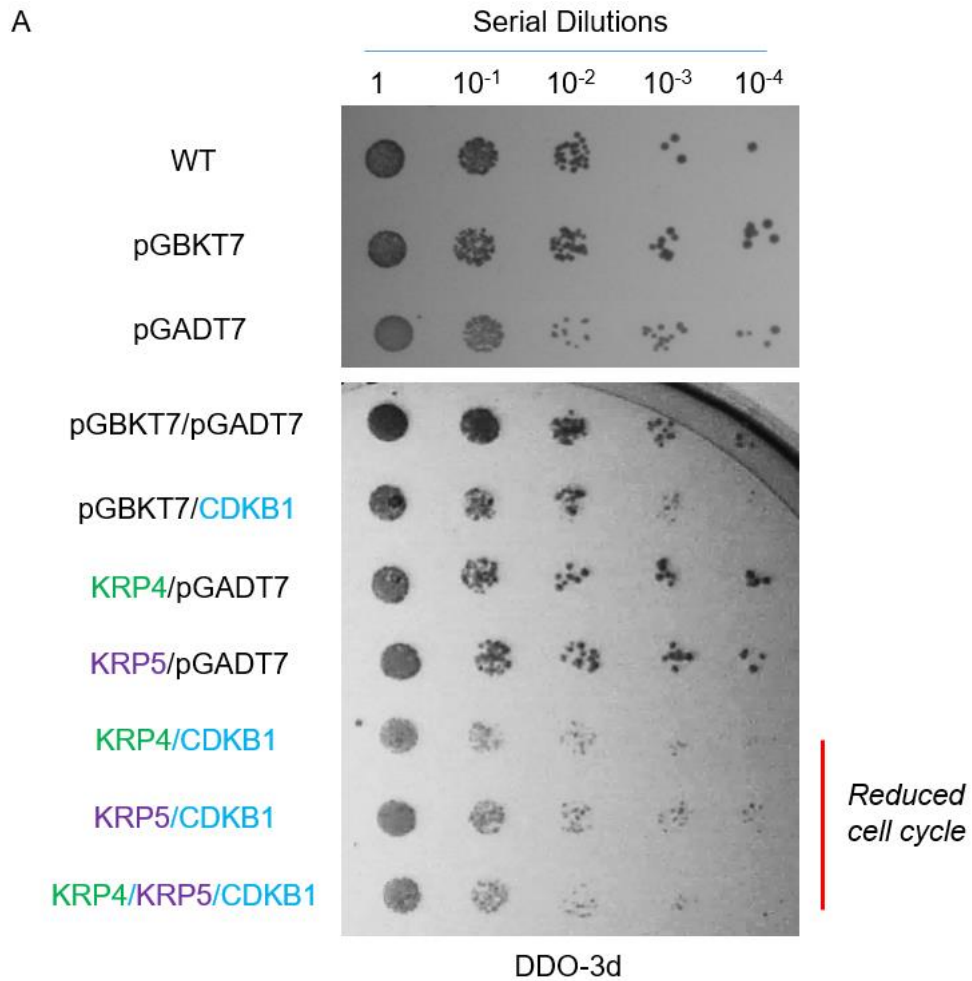 A
Serial Dilutions
1 10⁻¹ 10⁻² 10⁻³ 10⁻⁴
WT
pGBKT7
pGADT7
pGBKT7/pGADT7
pGBKT7/CDKB1
KRP4/pGADT7
KRP5/pGADT7
KRP4/CDKB1
KRP5/CDKB1
KRP4/KRP5/CDKB1
Reduced
cell cycle
DDO-3d